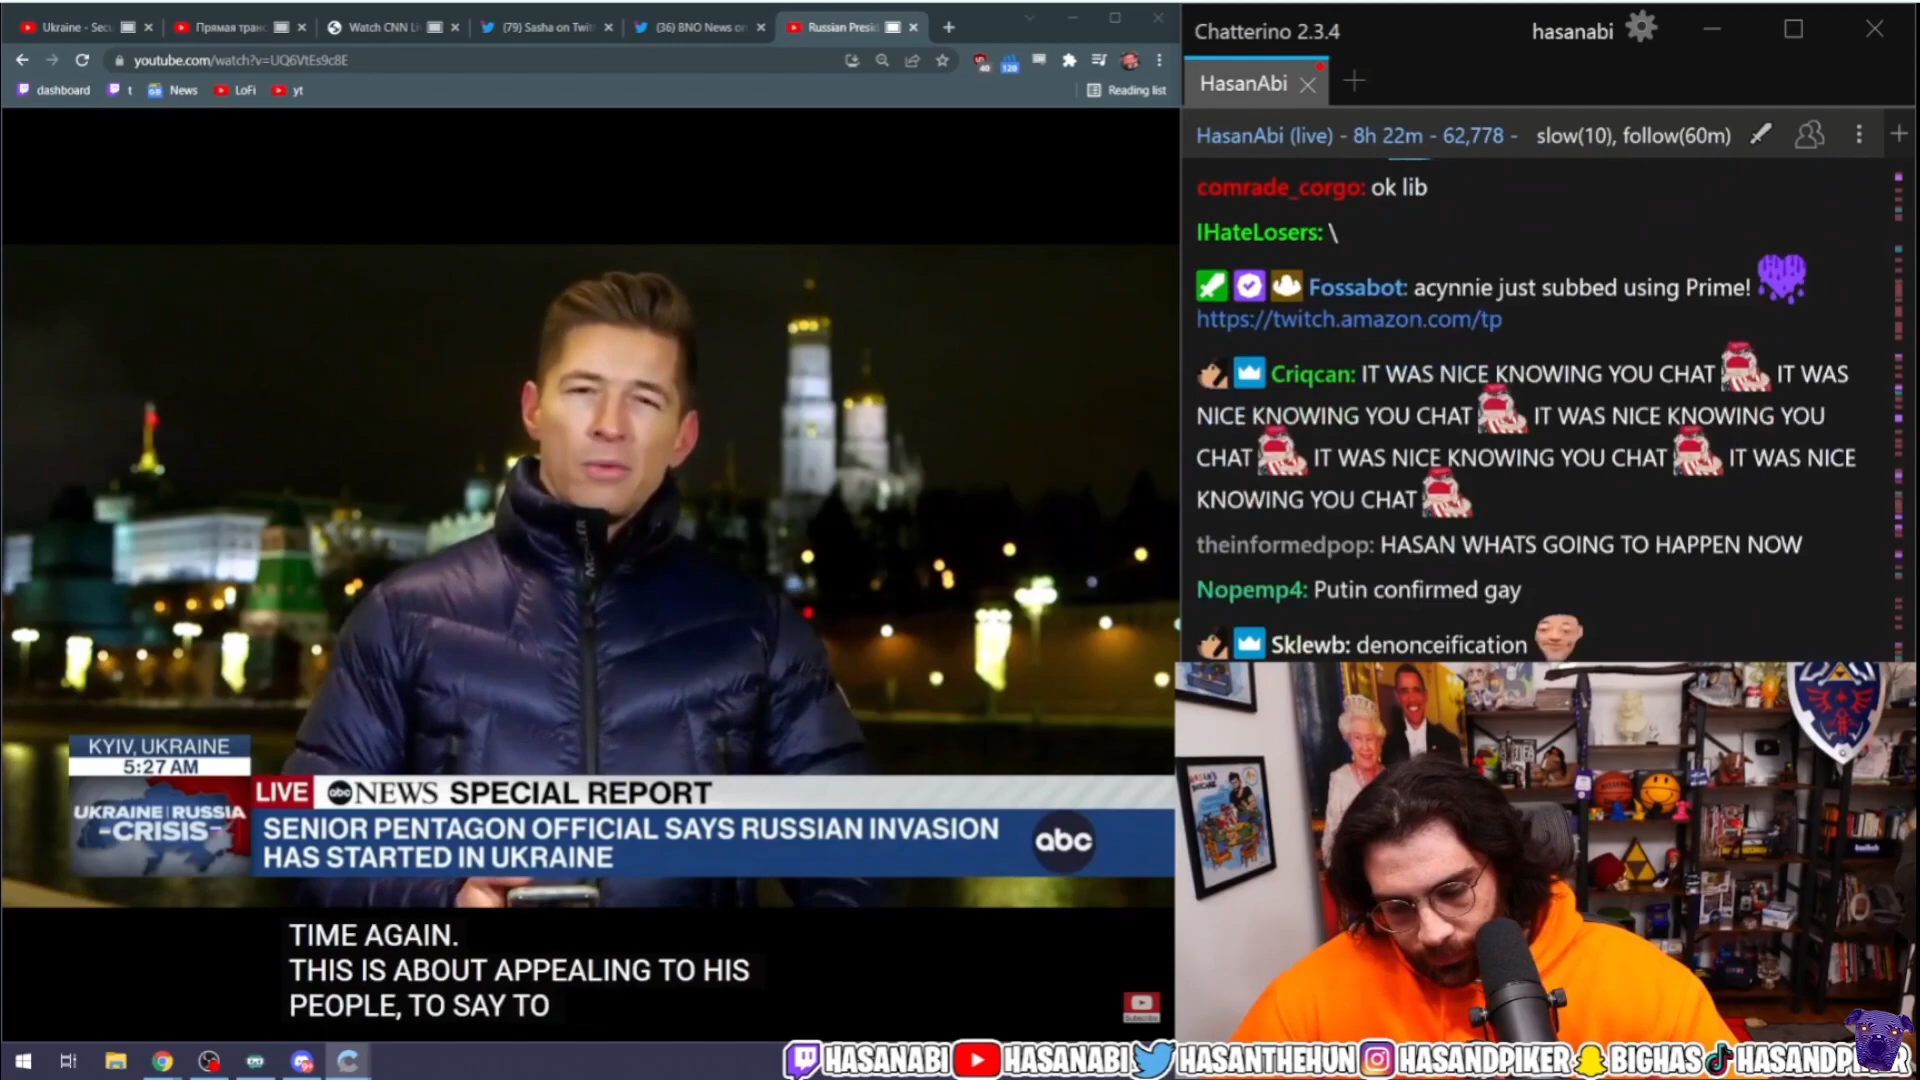 Ukraine - Secu
Прямая транс
Watch CNN Li
(79) Sasha on Twit
(36) BNO News on
Russian Presid
youtube.com/watch?v=UQ6VtEs9c8E
40
120
dashboard
t
News
LoFi
yt
Reading list
KYIV, UKRAINE
5:27 AM
UKRAINE RUSSIA
-CRISIS-
LIVE abc NEWS SPECIAL REPORT
SENIOR PENTAGON OFFICIAL SAYS RUSSIAN INVASION
HAS STARTED IN UKRAINE
abc
TIME AGAIN.
THIS IS ABOUT APPEALING TO HIS
PEOPLE, TO SAY TO
Chatterino 2.3.4
hasanabi
HasanAbi
HasanAbi (live) - 8h 22m - 62,778 - slow(10), follow(60m)
comrade_corgo: ok lib
IHateLosers: \
Fossabot: acynnie just subbed using Prime!
https://twitch.amazon.com/tp
Criqcan: IT WAS NICE KNOWING YOU CHAT IT WAS
NICE KNOWING YOU CHAT IT WAS NICE KNOWING YOU
CHAT IT WAS NICE KNOWING YOU CHAT IT WAS NICE
KNOWING YOU CHAT
theinformedpop: HASAN WHATS GOING TO HAPPEN NOW
Nopemp4: Putin confirmed gay
Sklewb: denonceification
HASANABI HASANABI HASANTHEHUN HASANDPIKER BIGHAS HASANDPIKER